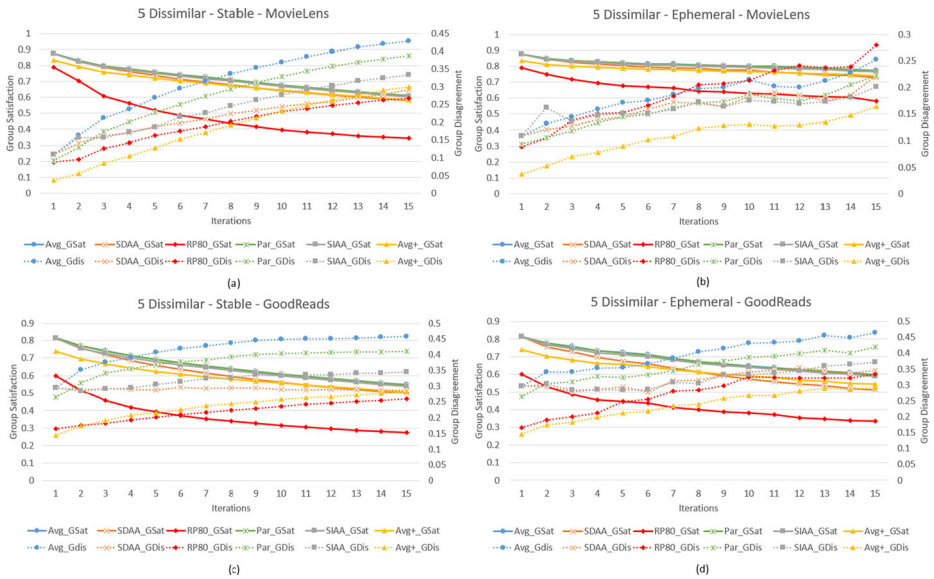 5 Dissimilar - Stable - MovieLens
Group Satisfaction
1
0.9
0.8
0.7
0.6
0.5
0.4
0.3
0.2
0.1
0
0.45
0.4
0.35
0.3
0.25
0.2
0.15
0.1
0.05
0
Group Disagreement
1 2 3 4 5 6 7 8 9 10 11 12 13 14 15
Iterations
Avg_GSat SDAA_GSat RP80_GSat Par_GSat SIAA_GSat Avg+_GSat
Avg_Gdis SDAA_GDis RP80_GDis Par_GDis SIAA_GDis Avg+_GDis
(a)
5 Dissimilar - Ephemeral - MovieLens
Group Satisfaction
1
0.9
0.8
0.7
0.6
0.5
0.4
0.3
0.2
0.1
0
0.3
0.25
0.2
0.15
0.1
0.05
0
Group Disagreement
1 2 3 4 5 6 7 8 9 10 11 12 13 14 15
Iterations
Avg_GSat SDAA_GSat RP80_GSat Par_GSat SIAA_GSat Avg+_GSat
Avg_Gdis SDAA_GDis RP80_GDis Par_GDis SIAA_GDis Avg+_GDis
(b)
5 Dissimilar - Stable - GoodReads
Group Satisfaction
0.9
0.8
0.7
0.6
0.5
0.4
0.3
0.2
0.1
0
0.5
0.45
0.4
0.35
0.3
0.25
0.2
0.15
0.1
0.05
0
Group Disagreement
1 2 3 4 5 6 7 8 9 10 11 12 13 14 15
Iterations
Avg_GSat SDAA_GSat RP80_GSat Par_GSat SIAA_GSat Avg+_GSat
Avg_Gdis SDAA_GDis RP80_GDis Par_GDis SIAA_GDis Avg+_GDis
(c)
5 Dissimilar - Ephemeral - GoodReads
Group Satisfaction
0.9
0.8
0.7
0.6
0.5
0.4
0.3
0.2
0.1
0
0.5
0.4
0.3
0.2
0.1
0
Group Disagreement
1 2 3 4 5 6 7 8 9 10 11 12 13 14 15
Iterations
Avg_GSat SDAA_GSat RP80_GSat Par_GSat SIAA_GSat Avg+_GSat
Avg_Gdis SDAA_GDis RP80_GDis Par_GDis SIAA_GDis Avg+_GDis
(d)